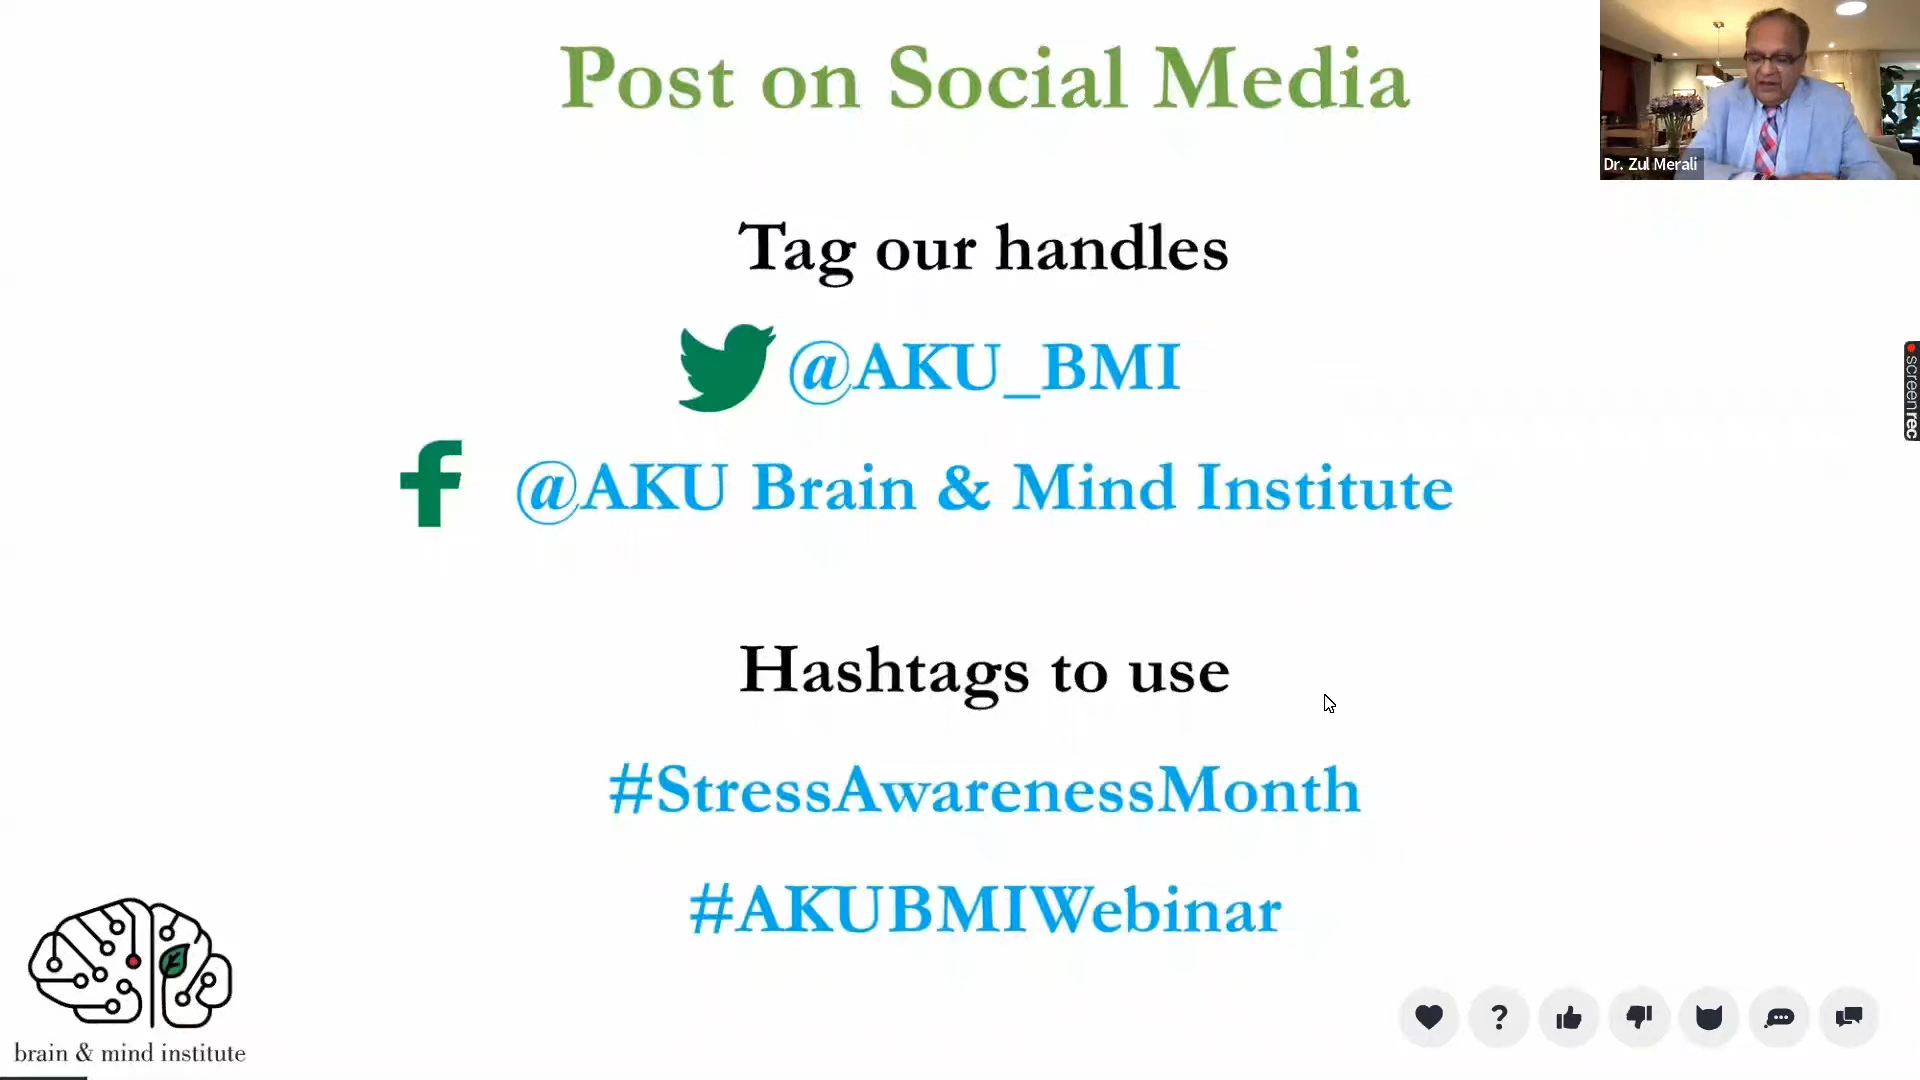 Post on Social Media
Dr. Zul Merali
Tag our handles
@AKU_BMI
@AKU Brain & Mind Institute
screenrec
Hashtags to use
#StressAwarenessMonth
#AKUBMIWebinar
brain & mind institute